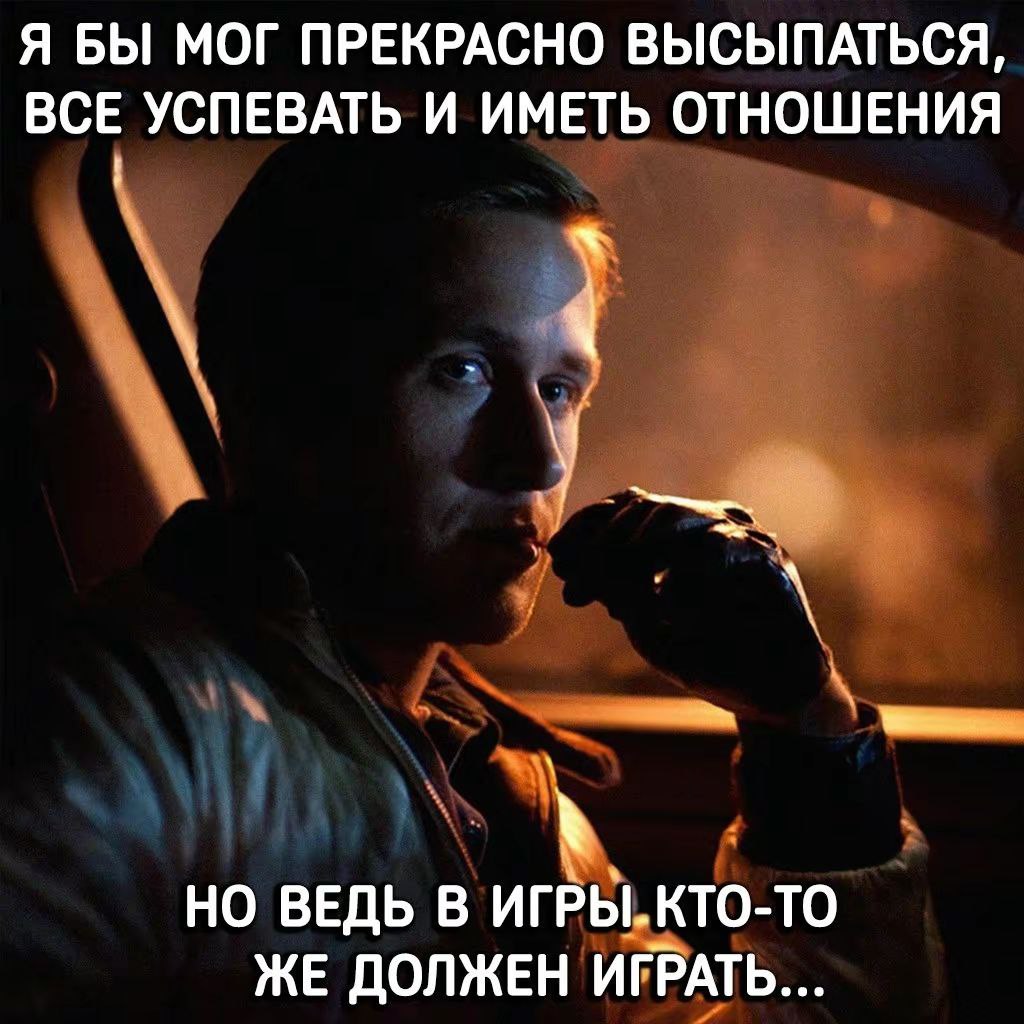 Я БЫ МОГ ПРЕКРАСНО ВЫСЫПАТЬСЯ,
ВСЕ УСПЕВАТЬ И ИМЕТЬ ОТНОШЕНИЯ
НО ВЕДЬ В ИГРЫ КТО-ТО
ЖЕ ДОЛЖЕН ИГРАТЬ...